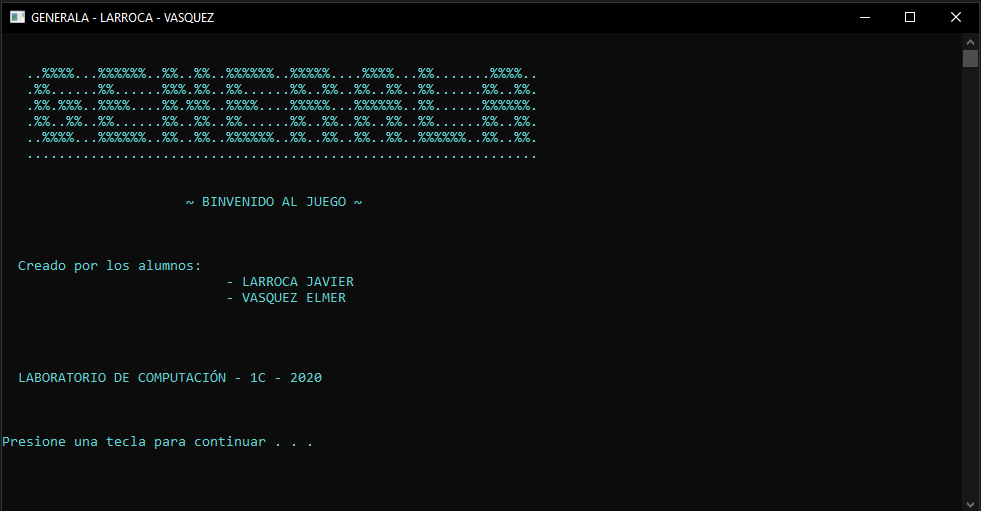 GENERALA - LARROCA - VASQUEZ
..%%%%...%%%%%%..%%..%%..%%%%%%..%%%%%....%%%%...%%.......%%%%..
.%%......%%......%%%.%%..%%......%%..%%..%%..%%..%%......%%..%%.
.%%.%%%..%%%%....%%.%%%..%%%%....%%%%%...%%%%%%..%%......%%%%%%.
.%%..%%..%%......%%..%%..%%......%%..%%..%%..%%..%%......%%..%%.
..%%%%...%%%%%%..%%..%%..%%%%%%..%%..%%..%%..%%..%%%%%%..%%..%%.
................................................................
~ BINVENIDO AL JUEGO ~
Creado por los alumnos:
- LARROCA JAVIER
- VASQUEZ ELMER
LABORATORIO DE COMPUTACIÓN - 1C - 2020
Presione una tecla para continuar . . .